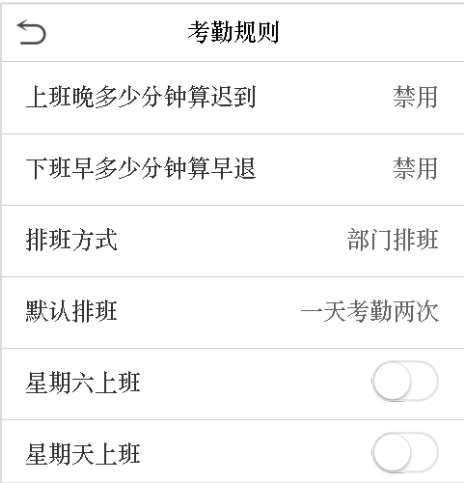 考勤规则
上班晚多少分钟算迟到 禁用
下班早多少分钟算早退 禁用
排班方式 部门排班
默认排班 一天考勤两次
星期六上班
星期天上班